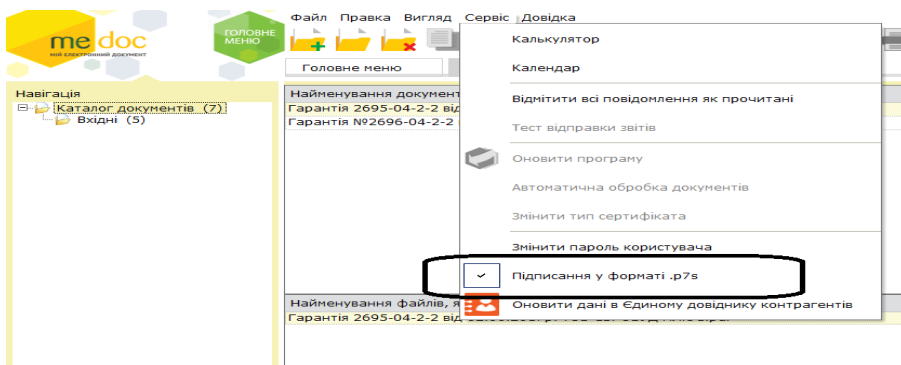 Файл Правка Вигляд Сервіс Довідка
me doc
мій електронний документ
ГОЛОВНЕ
МЕНЮ
Головне меню
Навігація
Каталог документів (7)
Вхідні (5)
Найменування документ
Гарантія 2695-04-2-2 від
Гарантія №2696-04-2-2
Калькулятор
Календар
Відмітити всі повідомлення як прочитані
Тест відправки звітів
Оновити програму
Автоматична обробка документів
Змінити тип сертифіката
Змінити пароль користувача
Підписання у форматі .p7s
Оновити дані в Єдиному довіднику контрагентів
Найменування файлів, я
Гарантія 2695-04-2-2 від